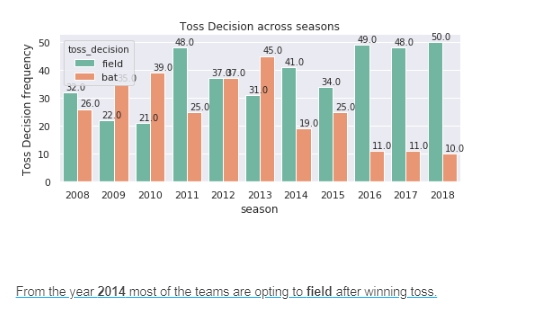 Toss Decision across seasons
toss_decision
field
bat
Toss Decision frequency
50
40
30
20
10
0
32.0 26.0 22.0 35.0 21.0 39.0 48.0 25.0 37.0 37.0 31.0 45.0 41.0 19.0 34.0 25.0 49.0 11.0 48.0 11.0 50.0 10.0
2008 2009 2010 2011 2012 2013 2014 2015 2016 2017 2018
season
From the year 2014 most of the teams are opting to field after winning toss.